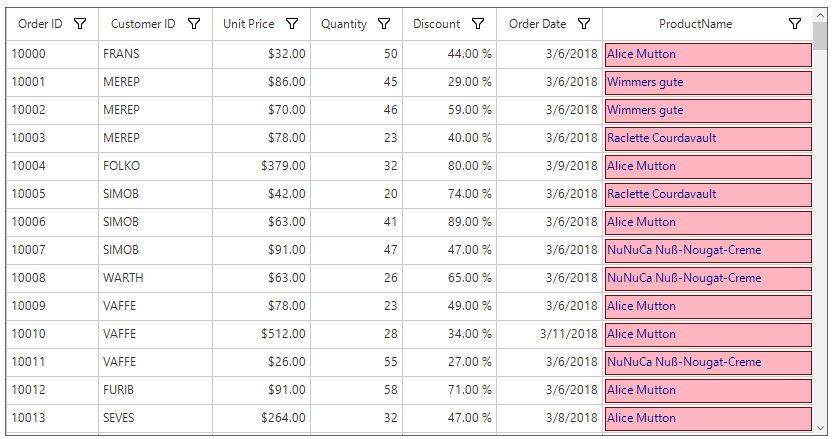 Order ID Customer ID Unit Price Quantity Discount Order Date ProductName
10000 FRANS $32.00 50 44.00 % 3/6/2018 Alice Mutton
10001 MEREP $86.00 45 29.00 % 3/6/2018 Wimmers gute
10002 MEREP $70.00 46 59.00 % 3/6/2018 Wimmers gute
10003 MEREP $78.00 23 40.00 % 3/6/2018 Raclette Courdavault
10004 FOLKO $379.00 32 80.00 % 3/9/2018 Alice Mutton
10005 SIMOB $42.00 20 74.00 % 3/6/2018 Raclette Courdavault
10006 SIMOB $63.00 41 89.00 % 3/6/2018 Alice Mutton
10007 SIMOB $91.00 47 47.00 % 3/6/2018 NuNuCa Nuß-Nougat-Creme
10008 WARTH $63.00 26 65.00 % 3/6/2018 Alice Mutton
10009 VAFFE $78.00 23 49.00 % 3/6/2018 Alice Mutton
10010 VAFFE $512.00 28 34.00 % 3/11/2018 Alice Mutton
10011 VAFFE $26.00 55 27.00 % 3/6/2018 NuNuCa Nuß-Nougat-Creme
10012 FURIB $91.00 58 71.00 % 3/6/2018 Alice Mutton
10013 SEVES $264.00 32 47.00 % 3/8/2018 Alice Mutton